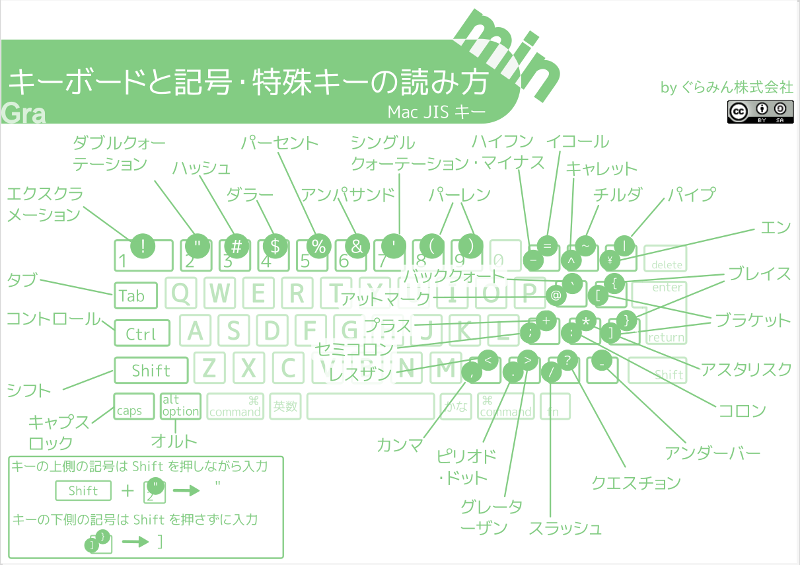 min
キーボードと記号・特殊キーの読み方
Mac JIS キー
Gra
by ぐらみん株式会社
cc
BY SA
ダブルクォー
テーション
ハッシュ
パーセント
シングル
クォーテーション
ハイフン
・マイナス
イコール
キャレット
エクスクラ
メーション
ダラー
アンパサンド
パーレン
チルダ
パイプ
エン
! " # $ % & ' ( ) = ~ |
1 2 3 4 5 6 7 8 9 0 - ^ ¥ delete
タブ
バッククォート
ブレイス
Tab Q W E R T Y I O P @ ` [ { enter
アットマーク
コントロール
プラス
ブラケット
Ctrl A S D F G J K L ; + : * ] } return
セミコロン
レスザン
アスタリスク
シフト
Shift Z X C V N M , < . > / ? _ Shift
コロン
caps alt
option ⌘
command 英数 かな ⌘
command fn
キャプス
ロック
オルト
カンマ
ピリオド
・ドット
アンダーバー
クエスチョン
グレータ
ーザン
スラッシュ
キーの上側の記号は Shift を押しながら入力
Shift + 2 " → "
キーの下側の記号は Shift を押さずに入力
] } → ]